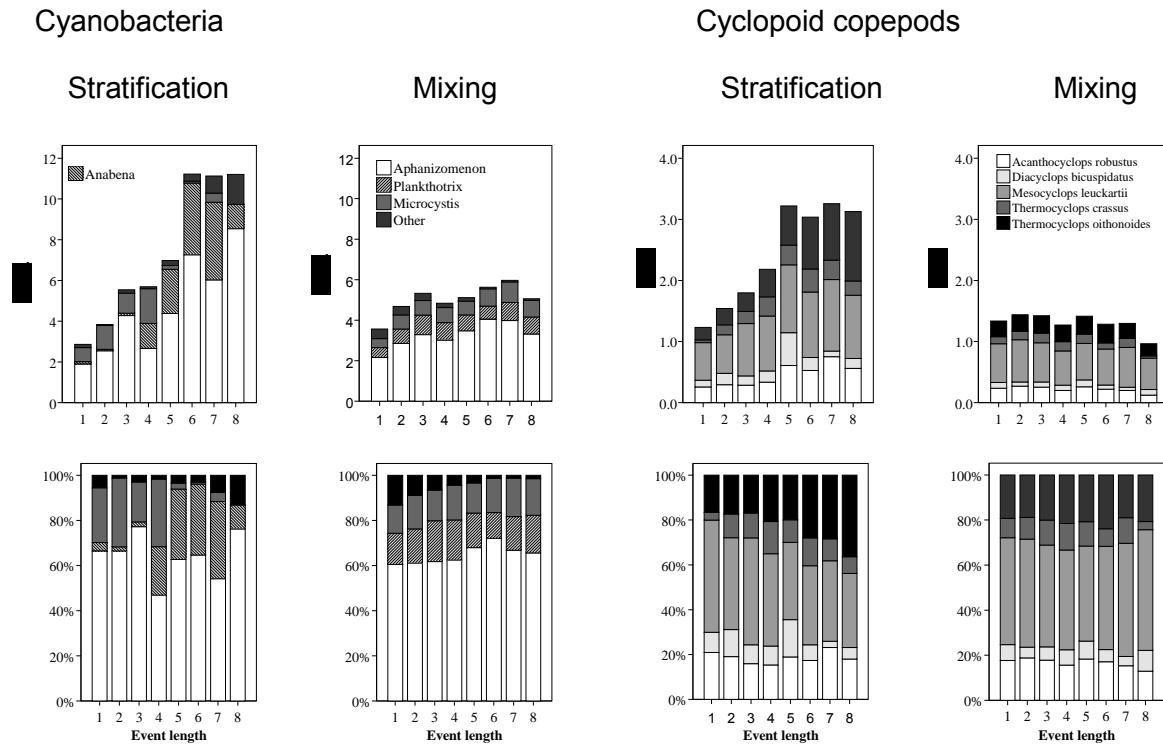 Cyanobacteria
Cyclopoid copepods
Stratification
Mixing
Stratification
Mixing
12
10
8
6
4
2
0
Anabena
1 2 3 4 5 6 7 8
12
10
8
6
4
2
0
Aphanizomenon
Plankthotrix
Microcystis
Other
1 2 3 4 5 6 7 8
4.0
3.0
2.0
1.0
0.0
1 2 3 4 5 6 7 8
4.0
3.0
2.0
1.0
0.0
Acanthocyclops robustus
Diacyclops bicuspidatus
Mesocyclops leuckartii
Thermocyclops crassus
Thermocyclops oithonoides
1 2 3 4 5 6 7 8
100%
80%
60%
40%
20%
0%
1 2 3 4 5 6 7 8
Event length
100%
80%
60%
40%
20%
0%
1 2 3 4 5 6 7 8
Event length
100%
80%
60%
40%
20%
0%
1 2 3 4 5 6 7 8
Event length
100%
80%
60%
40%
20%
0%
1 2 3 4 5 6 7 8
Event length